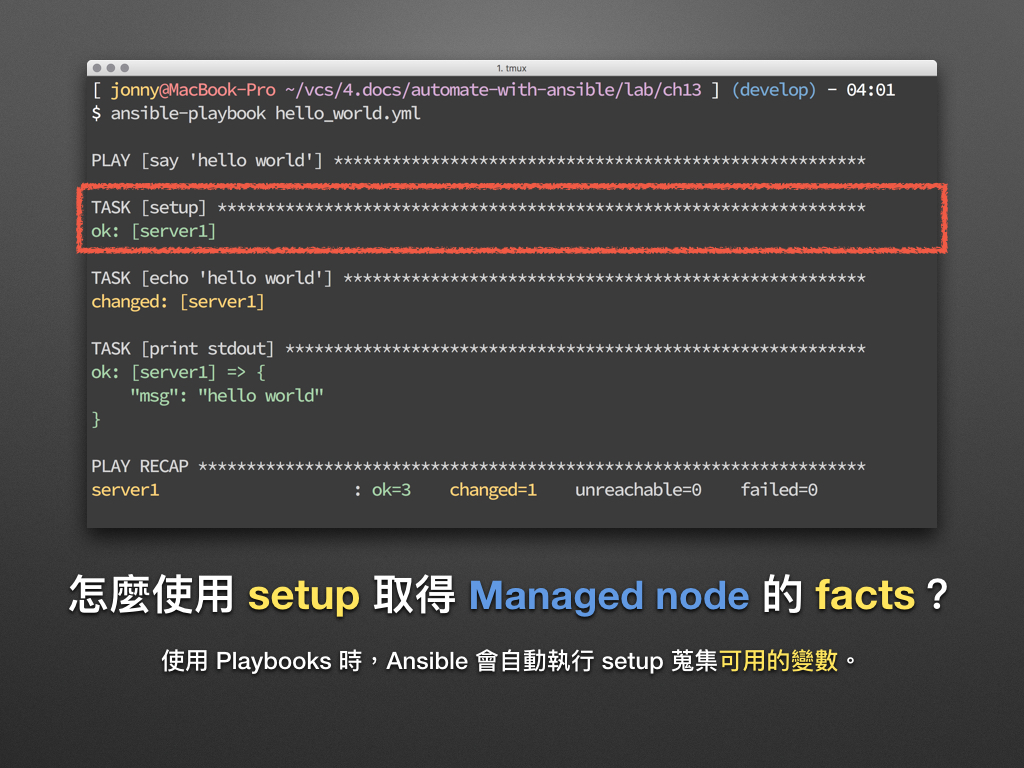 1. tmux
[ jonny@MacBook-Pro ~/vcs/4.docs/automate-with-ansible/lab/ch13 ] (develop) - 04:01
$ ansible-playbook hello_world.yml
PLAY [say 'hello world'] *******************************************************
TASK [setup] *******************************************************************
ok: [server1]
TASK [echo 'hello world'] ******************************************************
changed: [server1]
TASK [print stdout] ************************************************************
ok: [server1] => {
    "msg": "hello world"
}
PLAY RECAP *********************************************************************
server1                    : ok=3    changed=1    unreachable=0    failed=0
怎麼使用 setup 取得 Managed node 的 facts？
使用 Playbooks 時，Ansible 會自動執行 setup 蒐集可用的變數。